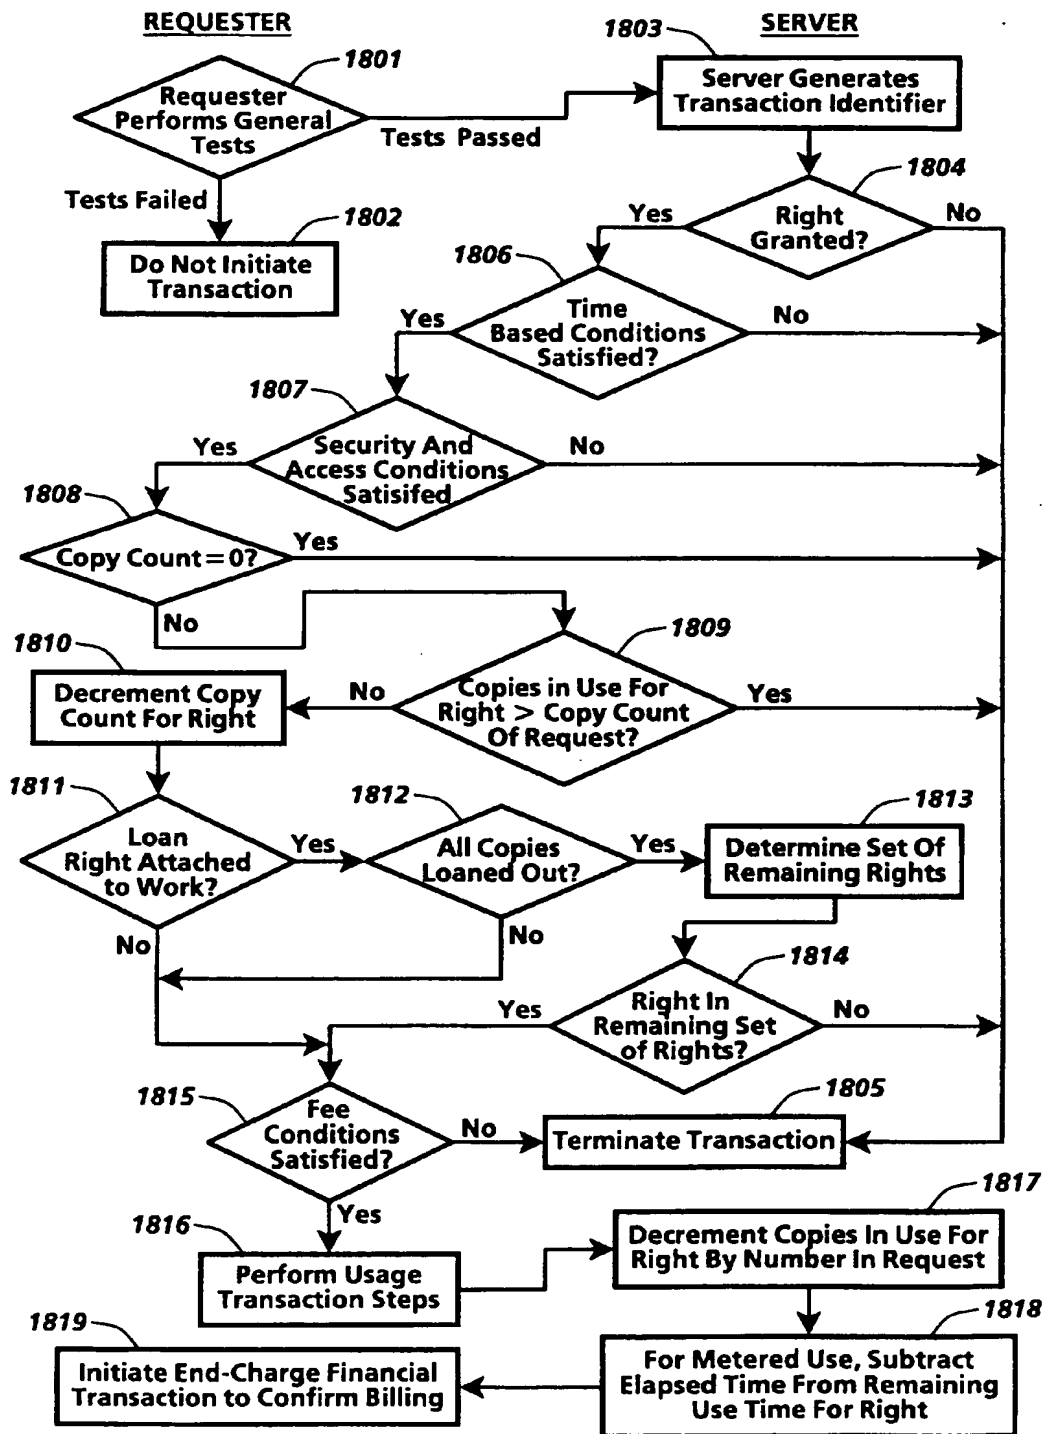 REQUESTER
SERVER
1801
Requester
Performs General
Tests
Tests Passed
Tests Failed
1802
Do Not Initiate
Transaction
1803
Server Generates
Transaction Identifier
1804
Right
Granted?
Yes
No
1806
Time
Based Conditions
Satisfied?
Yes
No
1807
Security And
Access Conditions
Satisifed
Yes
No
1808
Copy Count = 0?
Yes
No
1809
Copies in Use For
Right > Copy Count
Of Request?
No
Yes
1810
Decrement Copy
Count For Right
1811
Loan
Right Attached
to Work?
Yes
No
1812
All Copies
Loaned Out?
Yes
No
1813
Determine Set Of
Remaining Rights
1814
Right In
Remaining Set
of Rights?
Yes
No
1815
Fee
Conditions
Satisfied?
No
Yes
1805
Terminate Transaction
1816
Perform Usage
Transaction Steps
1817
Decrement Copies In Use For
Right By Number In Request
1818
For Metered Use, Subtract
Elapsed Time From Remaining
Use Time For Right
1819
Initiate End-Charge Financial
Transaction to Confirm Billing